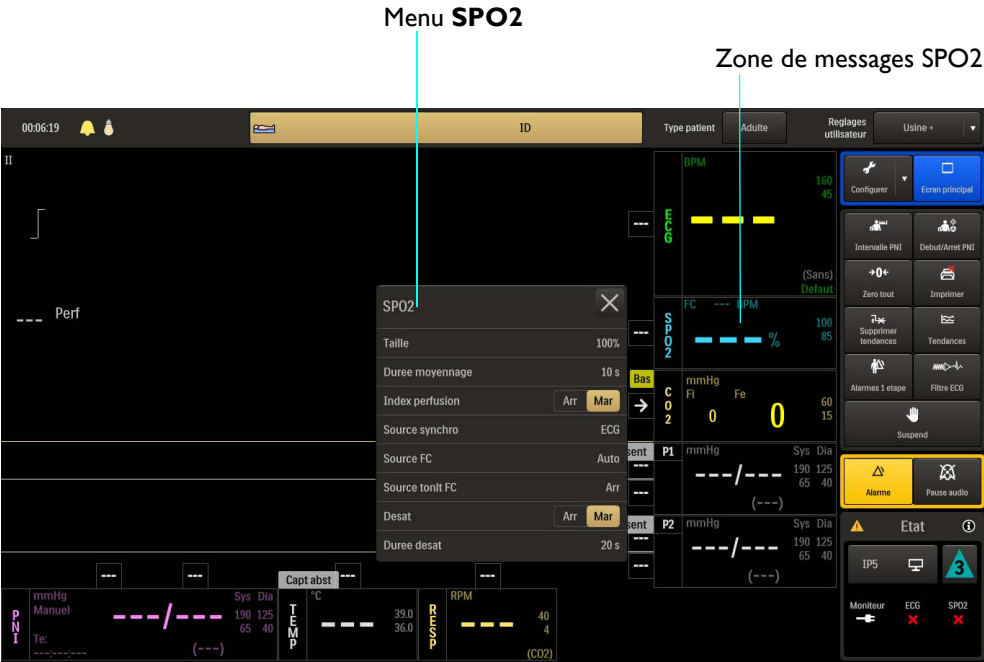 Menu SPO2
Zone de messages SPO2
00:06:19
ID
Type patient
Adulte
Reglages utilisateur
Usine +
II
Perf
---
BPM
160
45
ECG
---
---
(Sans)
Defaut
SPO2
FC --- BPM
100
85
---
--- %
Bas
CO2
mmHg
Fi Fe
0 0
60
15
sent
P1
mmHg
Sys Dia
190 125
65 40
---/---
(---)
---
---
sent
P2
mmHg
Sys Dia
190 125
65 40
---/---
(---)
---
---
SPO2
Taille 100%
Duree moyennage 10 s
Index perfusion Arr Mar
Source synchro ECG
Source FC Auto
Source tonlt FC Arr
Desat Arr Mar
Duree desat 20 s
Configurer
Ecran principal
Intervalle PNI
Debut/Arret PNI
→0←
Zero tout
Imprimer
Supprimer tendances
Tendances
Alarmes 1 etape
Filtre ECG
Suspend
Alarme
Pause audio
Etat
IP5
3
Moniteur
ECG
SPO2
---
---
Capt abst
---
---
PNI
mmHg
Manuel
Te:
--:--:---
---/---
Sys Dia
190 125
65 40
(---)
TEMP
°C
---
39.0
36.0
RESP
RPM
---
40
4
(CO2)